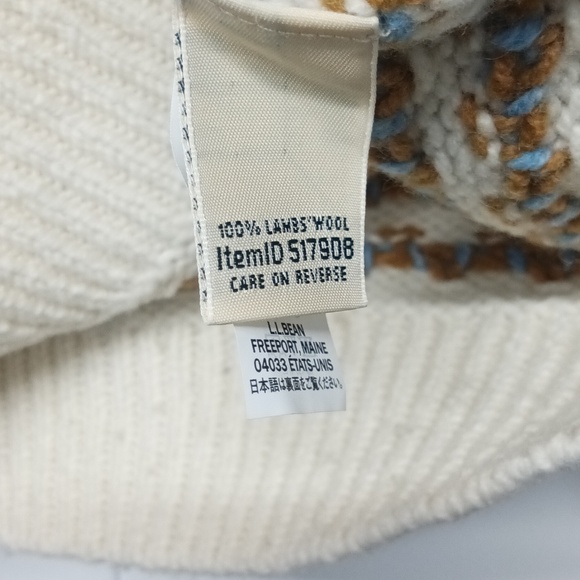 100% LAMBS'WOOL
ItemID 517908
CARE ON REVERSE
L.L.BEAN
FREEPORT, MAINE
04033 ÉTATS-UNIS
日本語は裏面をご覧ください。